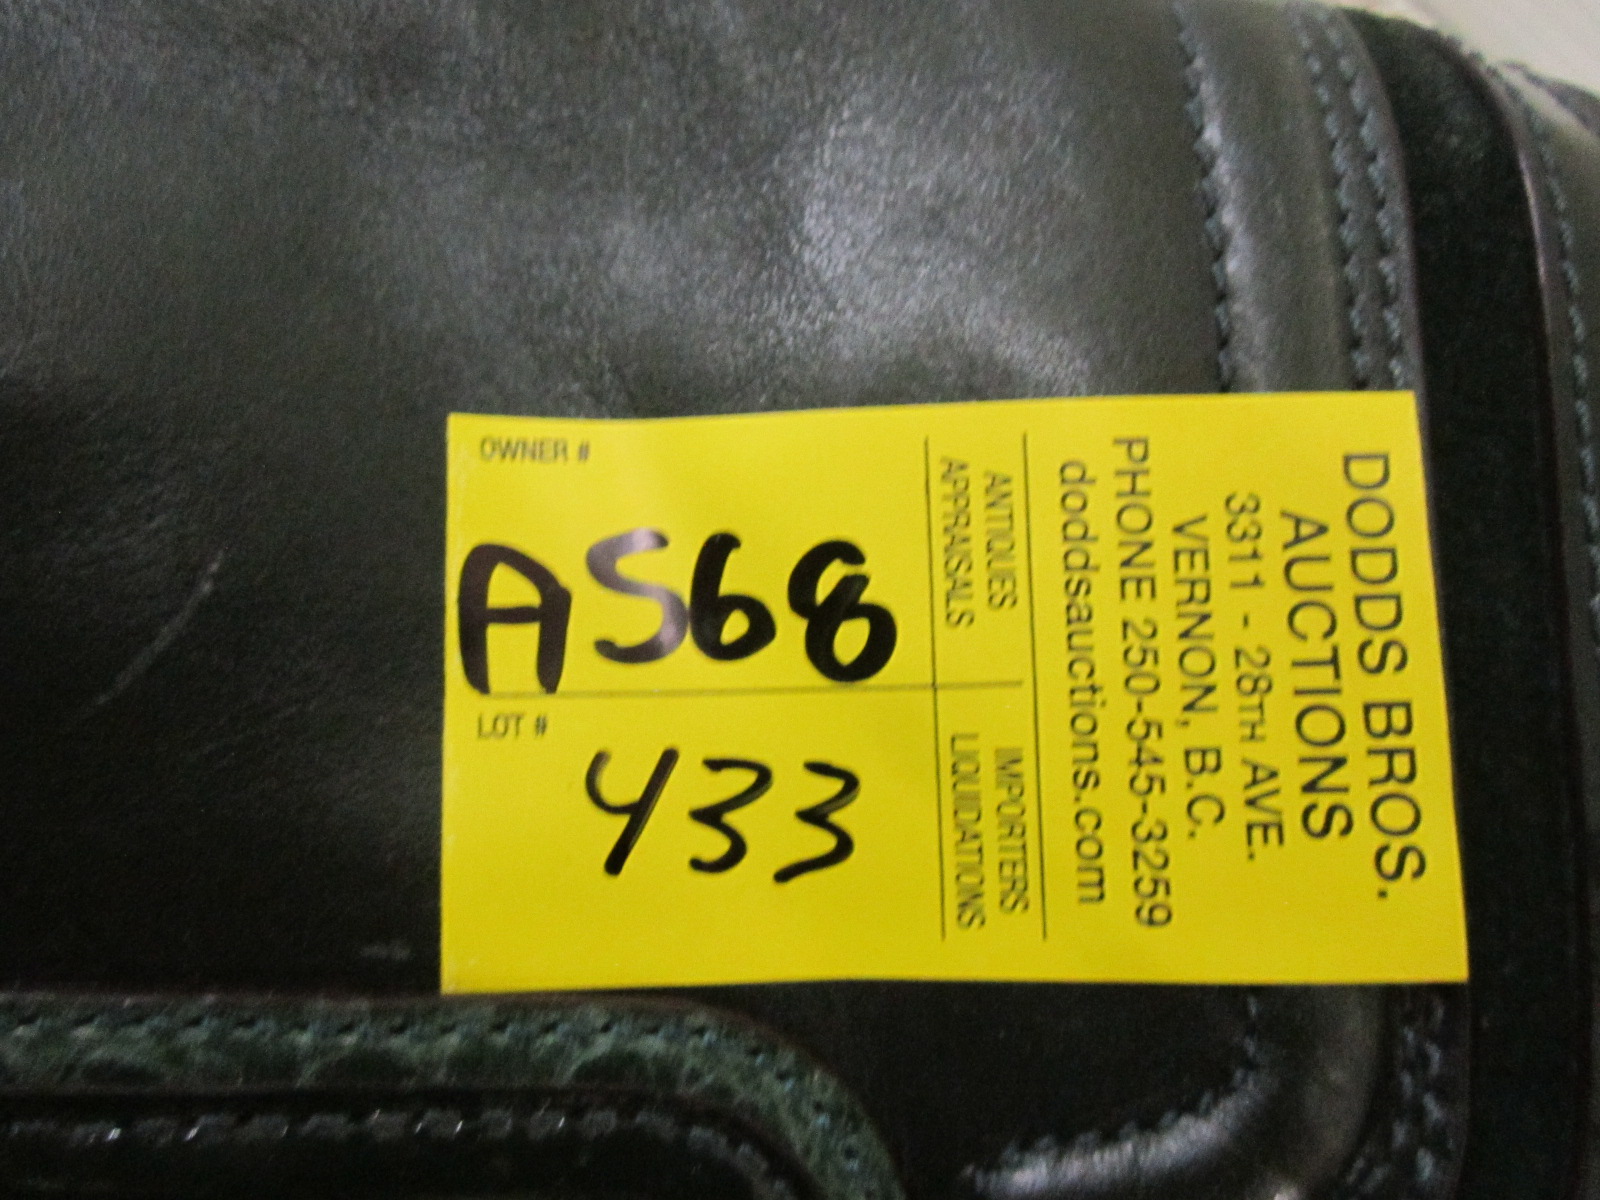 OWNER #
A568
LOT #
433
DODDS BROS.
AUCTIONS
3311 - 28TH AVE.
VERNON, B.C.
PHONE 250-545-3259
doddsauctions.com
ANTIQUES IMPORTERS
APPRAISALS LIQUIDATIONS